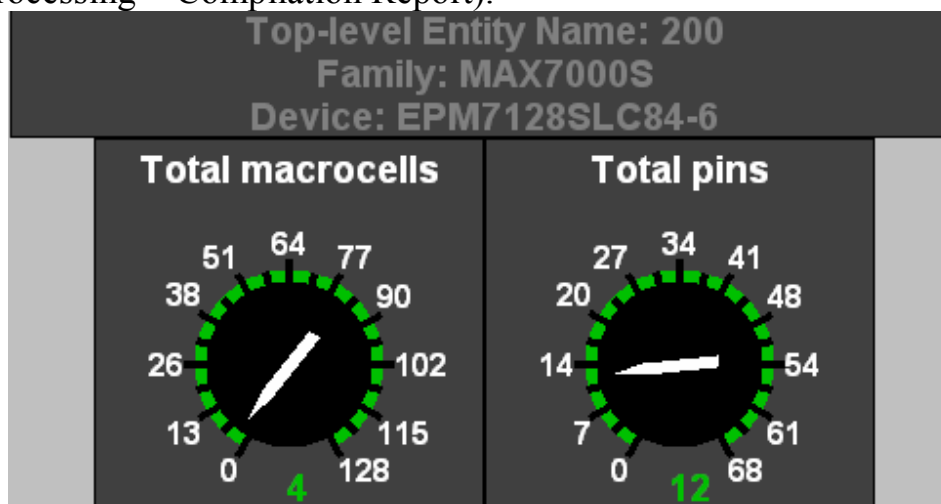 Compilation Report).
Top-level Entity Name: 200
Family: MAX7000S
Device: EPM7128SLC84-6
Total macrocells Total pins
64 34
51 77 27 41
38 90 20 48
26 102 14 54
13 115 7 61
0 128 0 68
4 12